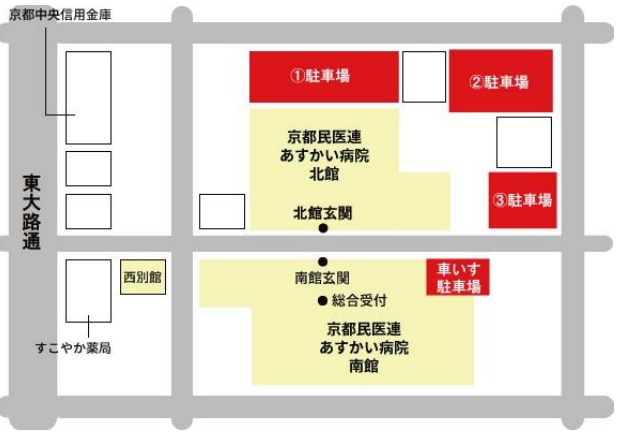 京都中央信用金庫
①駐車場
②駐車場
京都民医連
あすかい病院
北館
③駐車場
東大路通
北館玄関
西別館
南館玄関
車いす
駐車場
総合受付
京都民医連
あすかい病院
南館
すこやか薬局